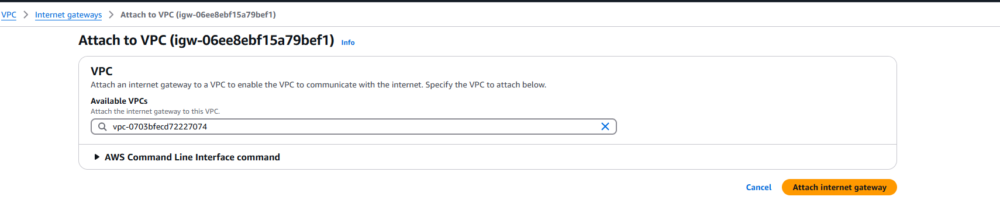 VPC > Internet gateways > Attach to VPC (igw-06ee8ebf15a79bef1)
Attach to VPC (igw-06ee8ebf15a79bef1) Info
VPC
Attach an internet gateway to a VPC to enable the VPC to communicate with the internet. Specify the VPC to attach below.
Available VPCs
Attach the internet gateway to this VPC.
vpc-0703bfecd72227074
AWS Command Line Interface command
Cancel Attach internet gateway